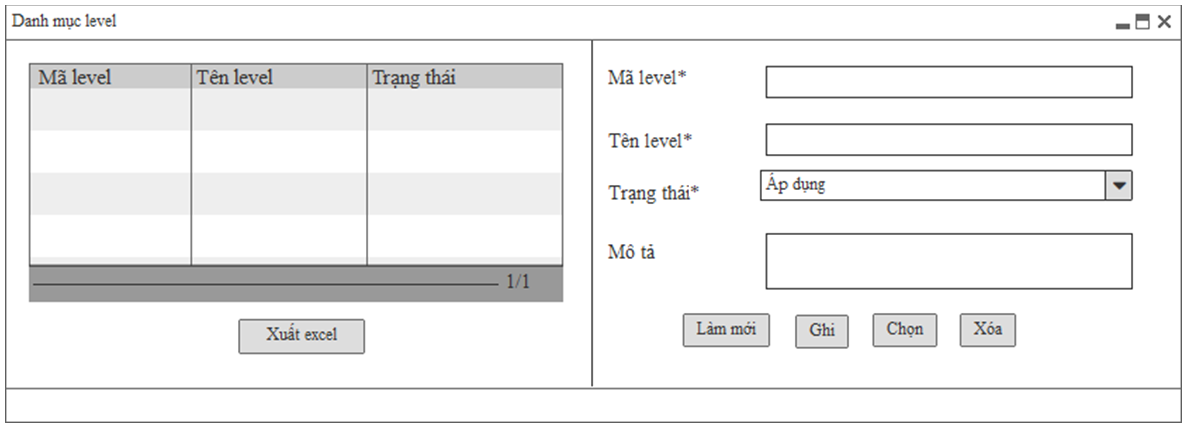 Danh mục level
Mã level Tên level Trạng thái
1/1
Xuất excel
Mã level*
Tên level*
Trạng thái* Áp dụng
Mô tả
Làm mới Ghi Chọn Xóa